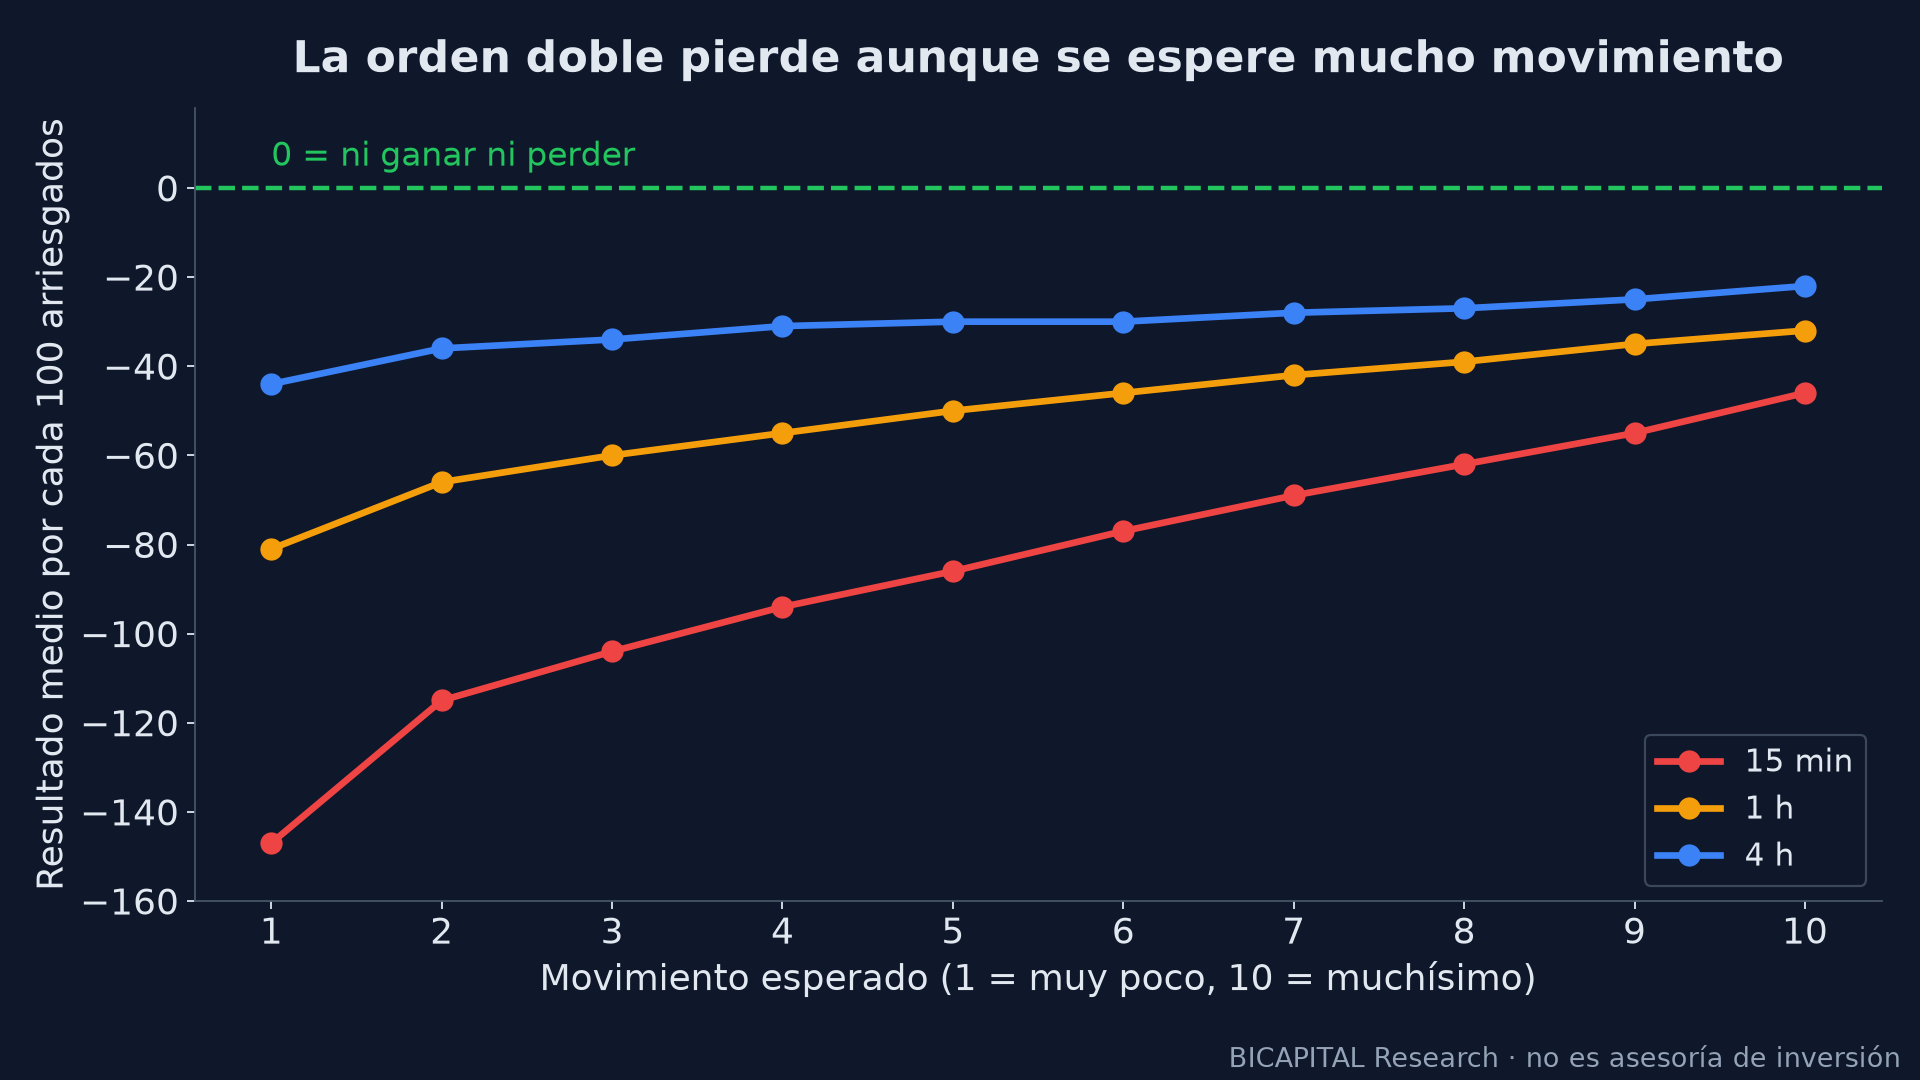 La orden doble pierde aunque se espere mucho movimiento
Resultado medio por cada 100 arriesgados
0 = ni ganar ni perder
0
−20
−40
−60
−80
−100
−120
−140
−160
1 2 3 4 5 6 7 8 9 10
Movimiento esperado (1 = muy poco, 10 = muchísimo)
15 min
1 h
4 h
BICAPITAL Research · no es asesoría de inversión